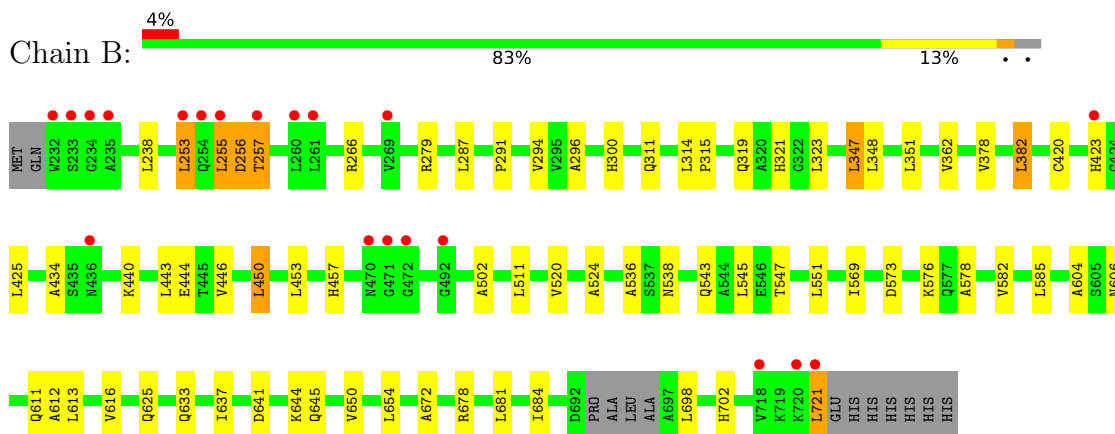 4%
Chain B:
83% 13% • •
MET GLN W232 S233 G234 A235 L238 L253 Q254 L255 D256 T257 L260 L261 R266 V269 R279 L287 P291 V294 V295 A296 H300 Q311 L314 P315 Q319 A320 H321 G322 L323 L347 L348 L351 V362 V378 L382 C420 H423 C424
L425 A434 S435 N436 K440 L443 E444 T445 V446 L450 L453 H457 N470 G471 G472 G492 A502 L511 V520 A524 A536 S537 N538 Q543 A544 L545 E546 T547 L551 I569 D573 K576 Q577 A578 V582 L585 A604 S605 N606
Q611 A612 L613 V616 Q625 Q633 I637 D641 K644 Q645 V650 L654 A672 R678 L681 I684 D692 PRO ALA LEU ALA A697 L698 H702 V718 K719 K720 L721 GLU HIS HIS HIS HIS HIS HIS